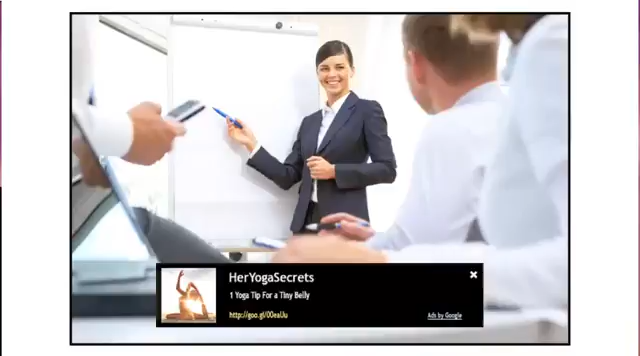 HerYogaSecrets
1 Yoga Tip For a Tiny Belly
http://goo.gl/00eaUu
Ads by Google